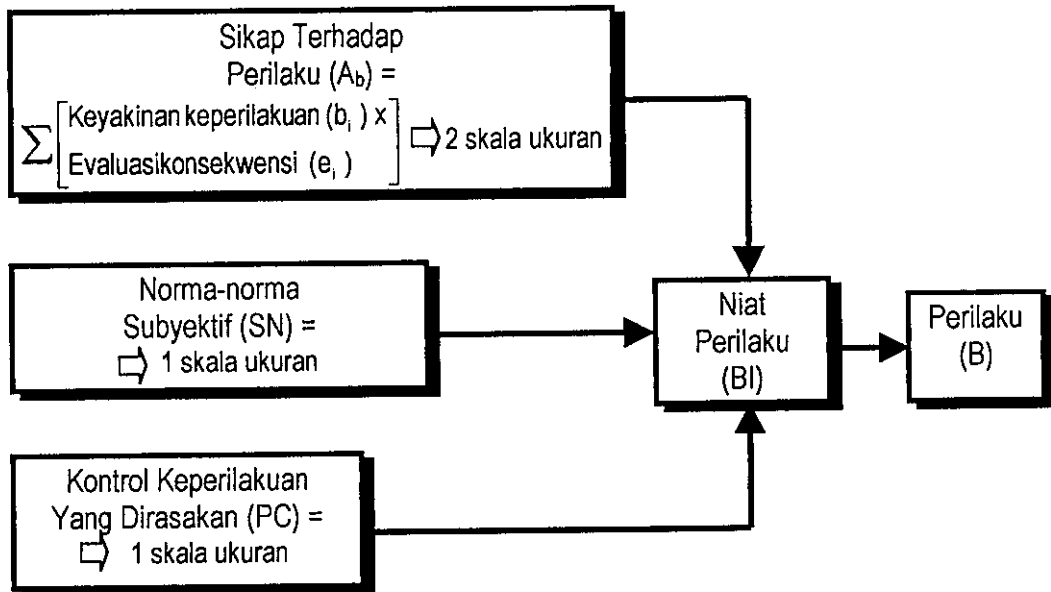 Sikap Terhadap
Perilaku (Ab) =
∑ [Keyakinan keperilakuan (bi) x
Evaluasikonsekwensi (ei)] ⇨ 2 skala ukuran
Norma-norma
Subyektif (SN) =
⇨ 1 skala ukuran
Kontrol Keperilakuan
Yang Dirasakan (PC) =
⇨ 1 skala ukuran
Niat
Perilaku
(BI)
Perilaku
(B)